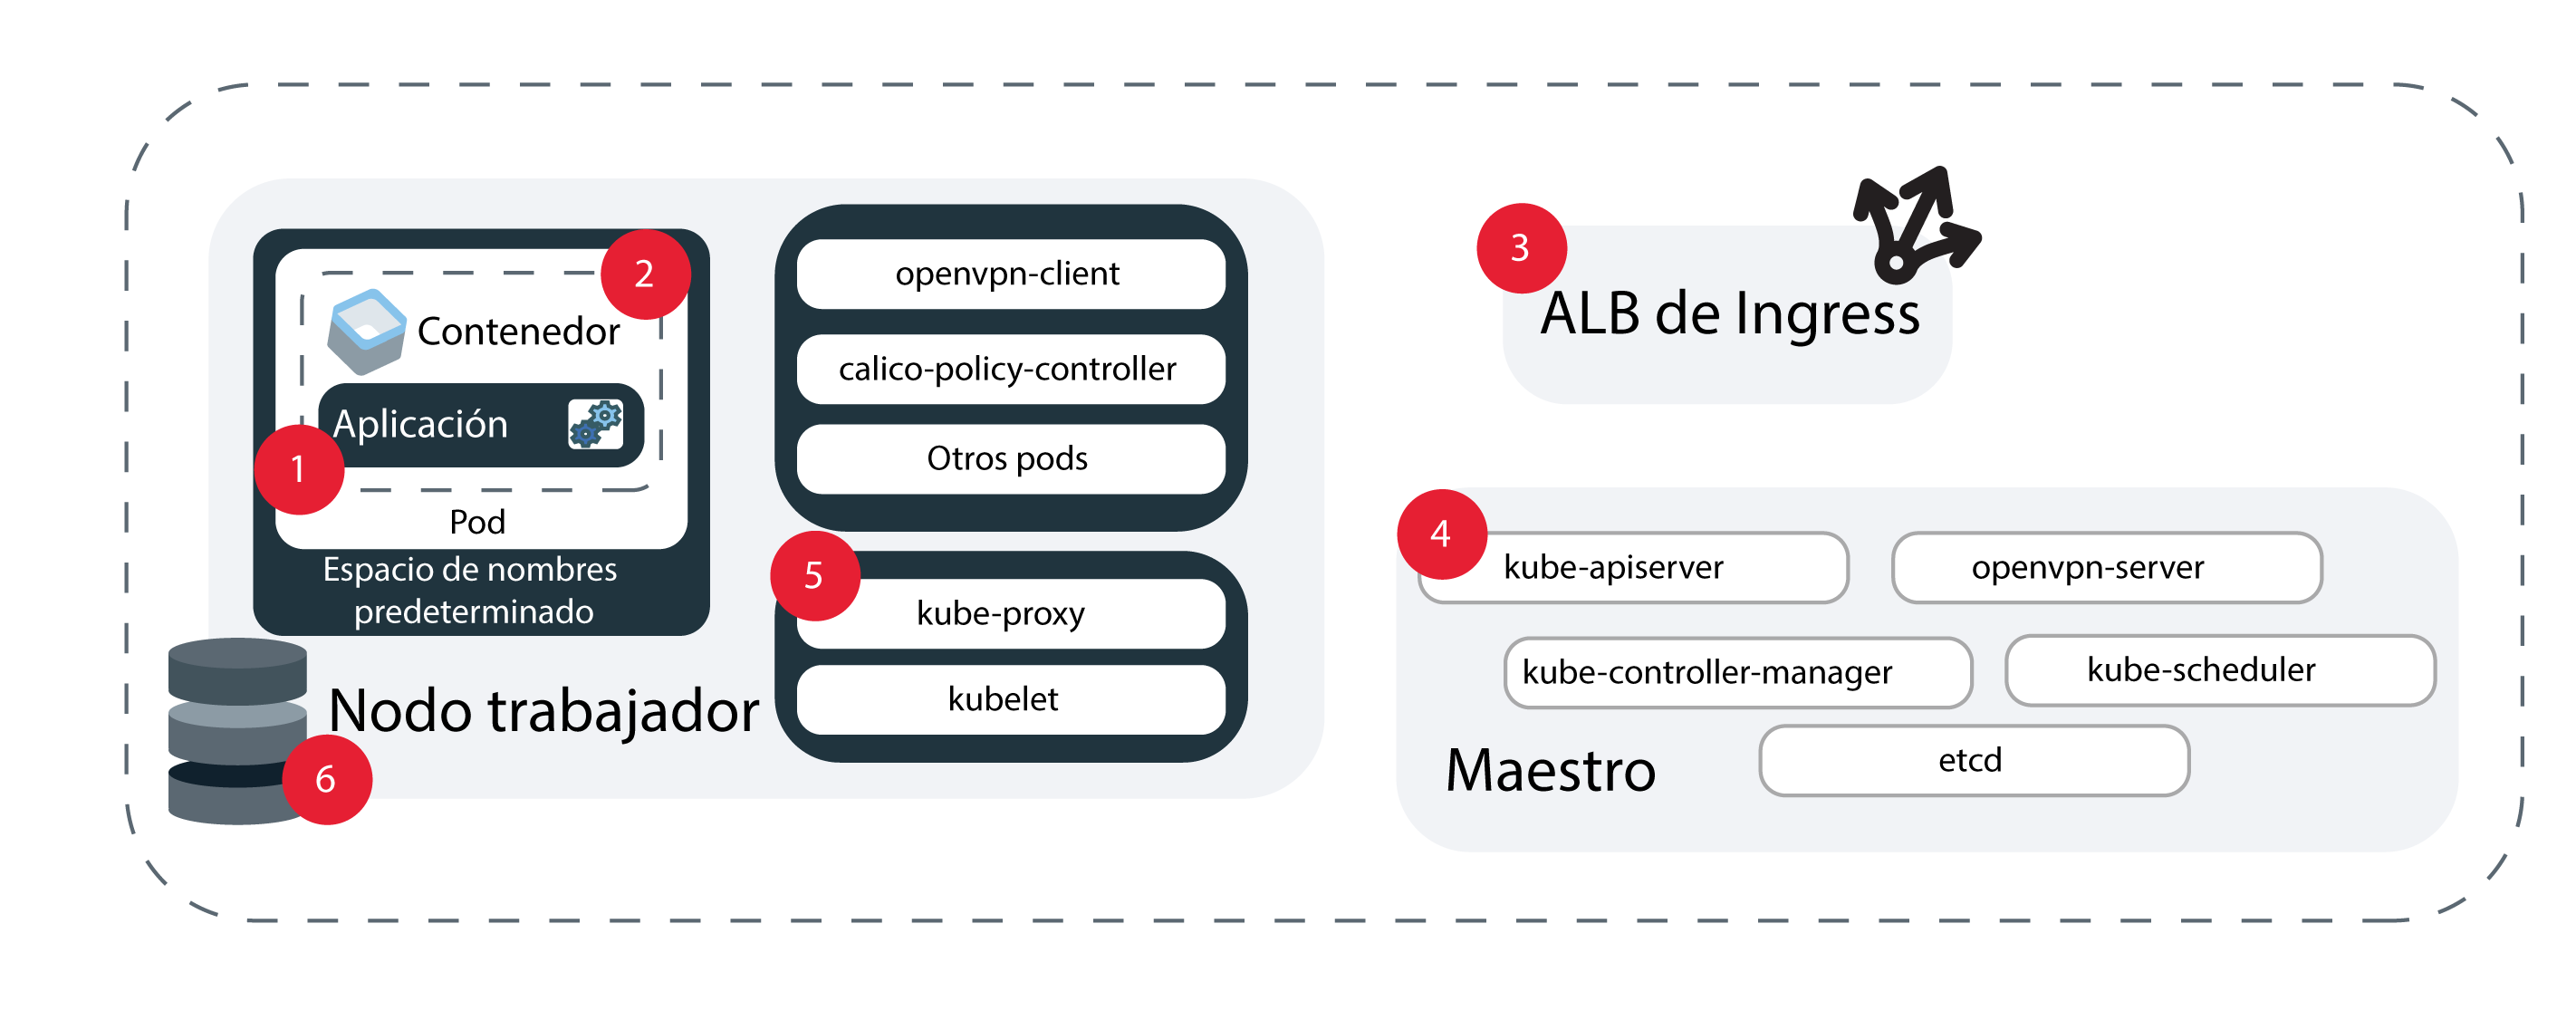 2
Contenedor
Aplicación
1
Pod
Espacio de nombres
predeterminado
Nodo trabajador
6
openvpn-client
calico-policy-controller
Otros pods
5
kube-proxy
kubelet
3
ALB de Ingress
4
kube-apiserver
openvpn-server
kube-controller-manager
kube-scheduler
etcd
Maestro